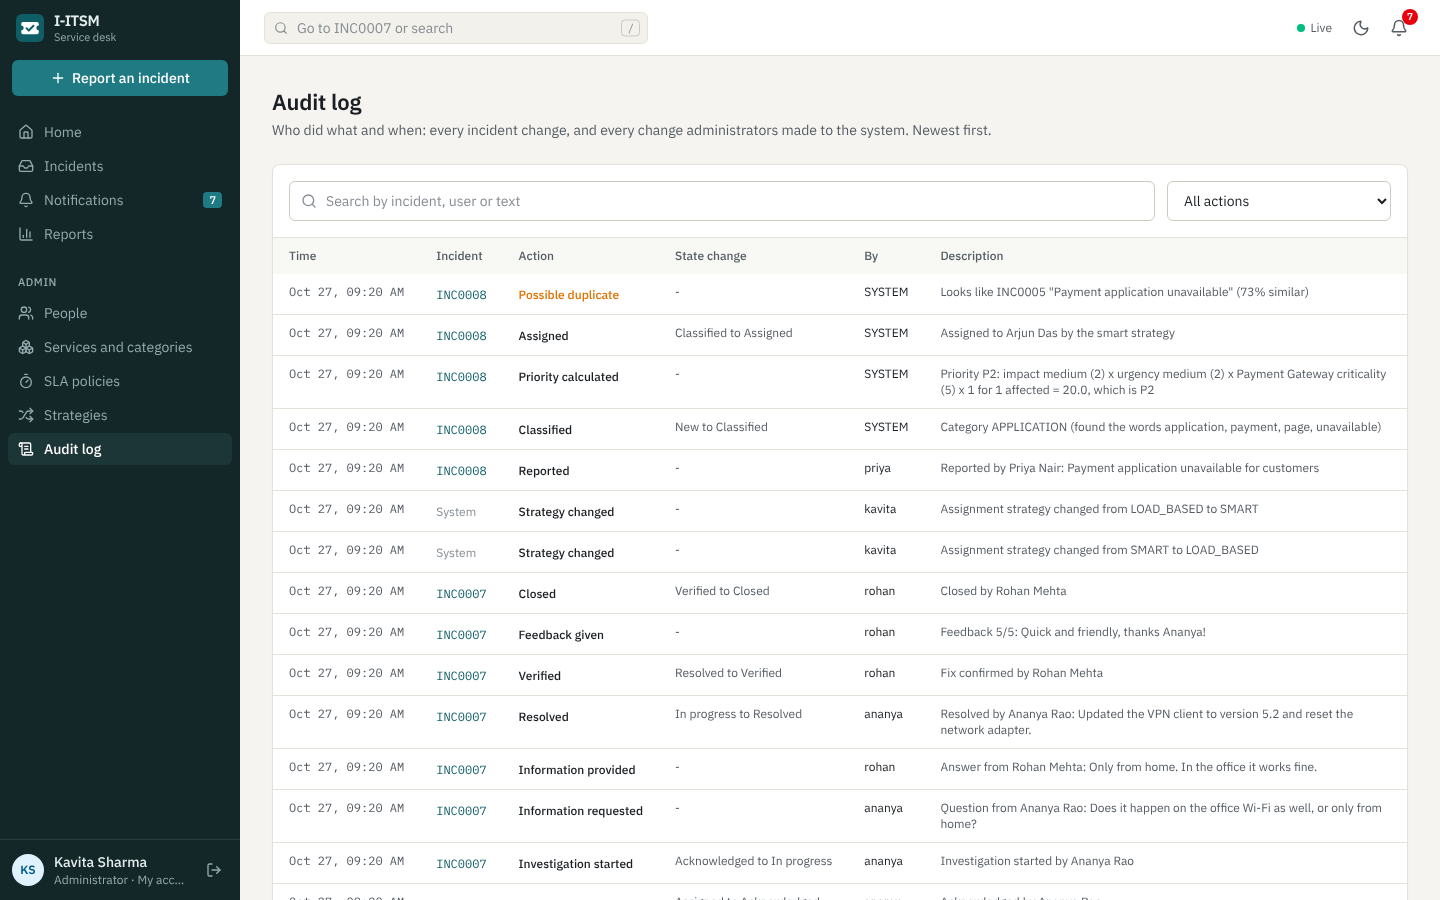 I-ITSM
Service desk
Report an incident
Home
Incidents
Notifications 7
Reports
ADMIN
People
Services and categories
SLA policies
Strategies
Audit log
KS
Kavita Sharma
Administrator · My acc...
Go to INC0007 or search /
Live
7
Audit log
Who did what and when: every incident change, and every change administrators made to the system. Newest first.
Search by incident, user or text
All actions
Time Incident Action State change By Description
Oct 27, 09:20 AM INC0008 Possible duplicate - SYSTEM Looks like INC0005 "Payment application unavailable" (73% similar)
Oct 27, 09:20 AM INC0008 Assigned Classified to Assigned SYSTEM Assigned to Arjun Das by the smart strategy
Oct 27, 09:20 AM INC0008 Priority calculated - SYSTEM Priority P2: impact medium (2) x urgency medium (2) x Payment Gateway criticality
(5) x 1 for 1 affected = 20.0, which is P2
Oct 27, 09:20 AM INC0008 Classified New to Classified SYSTEM Category APPLICATION (found the words application, payment, page, unavailable)
Oct 27, 09:20 AM INC0008 Reported - priya Reported by Priya Nair: Payment application unavailable for customers
Oct 27, 09:20 AM System Strategy changed - kavita Assignment strategy changed from LOAD_BASED to SMART
Oct 27, 09:20 AM System Strategy changed - kavita Assignment strategy changed from SMART to LOAD_BASED
Oct 27, 09:20 AM INC0007 Closed Verified to Closed rohan Closed by Rohan Mehta
Oct 27, 09:20 AM INC0007 Feedback given - rohan Feedback 5/5: Quick and friendly, thanks Ananya!
Oct 27, 09:20 AM INC0007 Verified Resolved to Verified rohan Fix confirmed by Rohan Mehta
Oct 27, 09:20 AM INC0007 Resolved In progress to Resolved ananya Resolved by Ananya Rao: Updated the VPN client to version 5.2 and reset the
network adapter.
Oct 27, 09:20 AM INC0007 Information provided - rohan Answer from Rohan Mehta: Only from home. In the office it works fine.
Oct 27, 09:20 AM INC0007 Information requested - ananya Question from Ananya Rao: Does it happen on the office Wi-Fi as well, or only from
home?
Oct 27, 09:20 AM INC0007 Investigation started Acknowledged to In progress ananya Investigation started by Ananya Rao